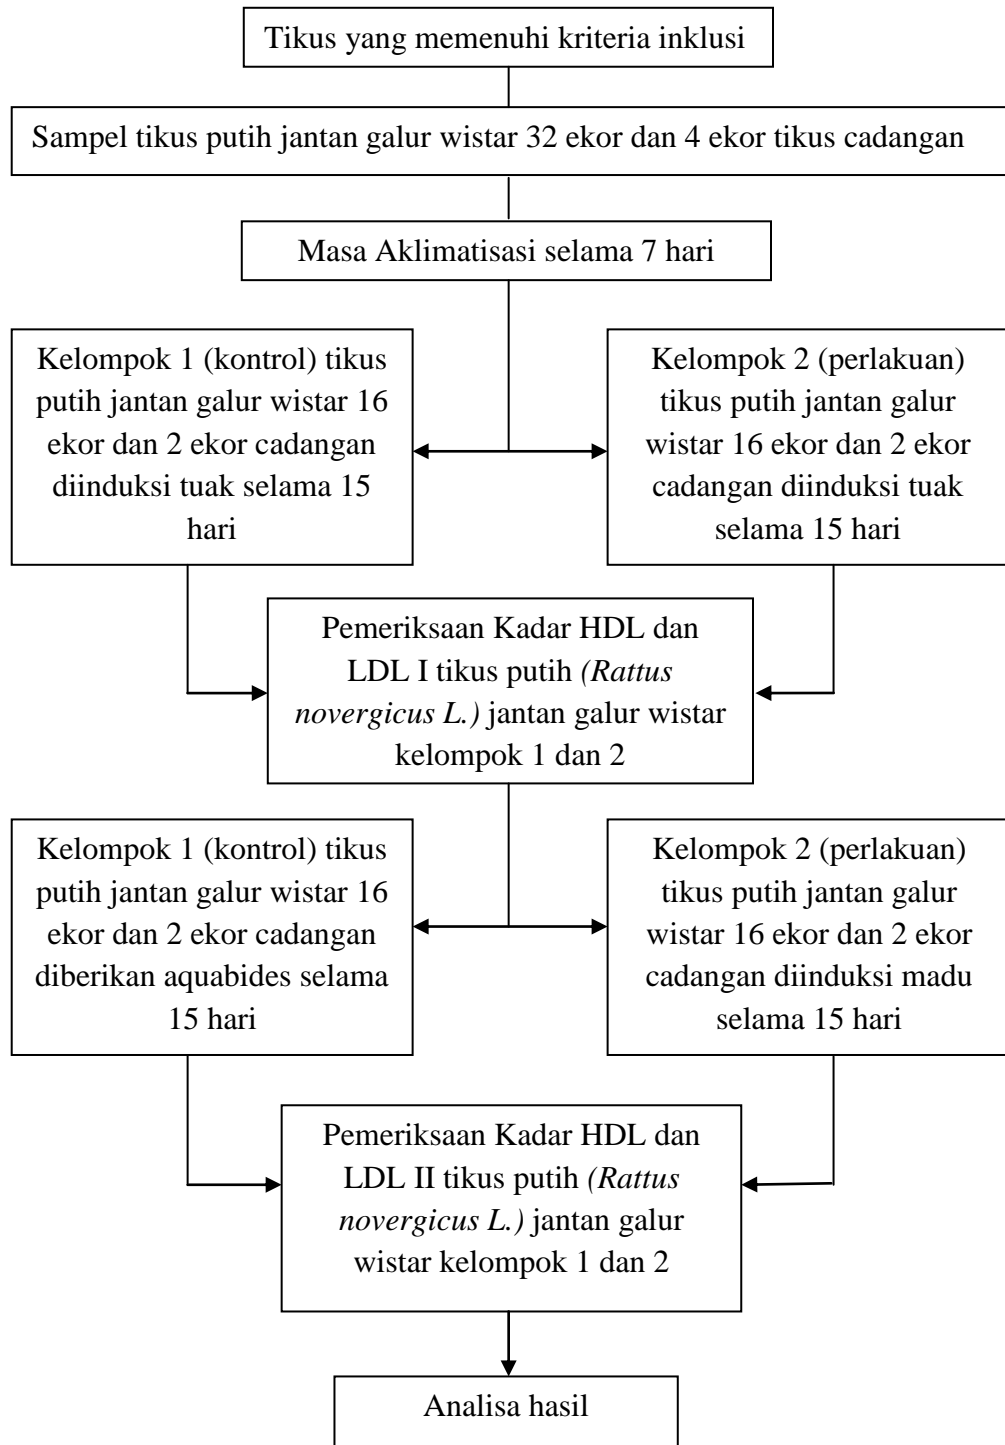 Tikus yang memenuhi kriteria inklusi
Sampel tikus putih jantan galur wistar 32 ekor dan 4 ekor tikus cadangan
Masa Aklimatisasi selama 7 hari
Kelompok 1 (kontrol) tikus
putih jantan galur wistar 16
ekor dan 2 ekor cadangan
diinduksi tuak selama 15
hari
Kelompok 2 (perlakuan)
tikus putih jantan galur
wistar 16 ekor dan 2 ekor
cadangan diinduksi tuak
selama 15 hari
Pemeriksaan Kadar HDL dan
LDL I tikus putih (Rattus
novergicus L.) jantan galur wistar
kelompok 1 dan 2
Kelompok 1 (kontrol) tikus
putih jantan galur wistar 16
ekor dan 2 ekor cadangan
diberikan aquabides selama
15 hari
Kelompok 2 (perlakuan)
tikus putih jantan galur
wistar 16 ekor dan 2 ekor
cadangan diinduksi madu
selama 15 hari
Pemeriksaan Kadar HDL dan
LDL II tikus putih (Rattus
novergicus L.) jantan galur
wistar kelompok 1 dan 2
Analisa hasil